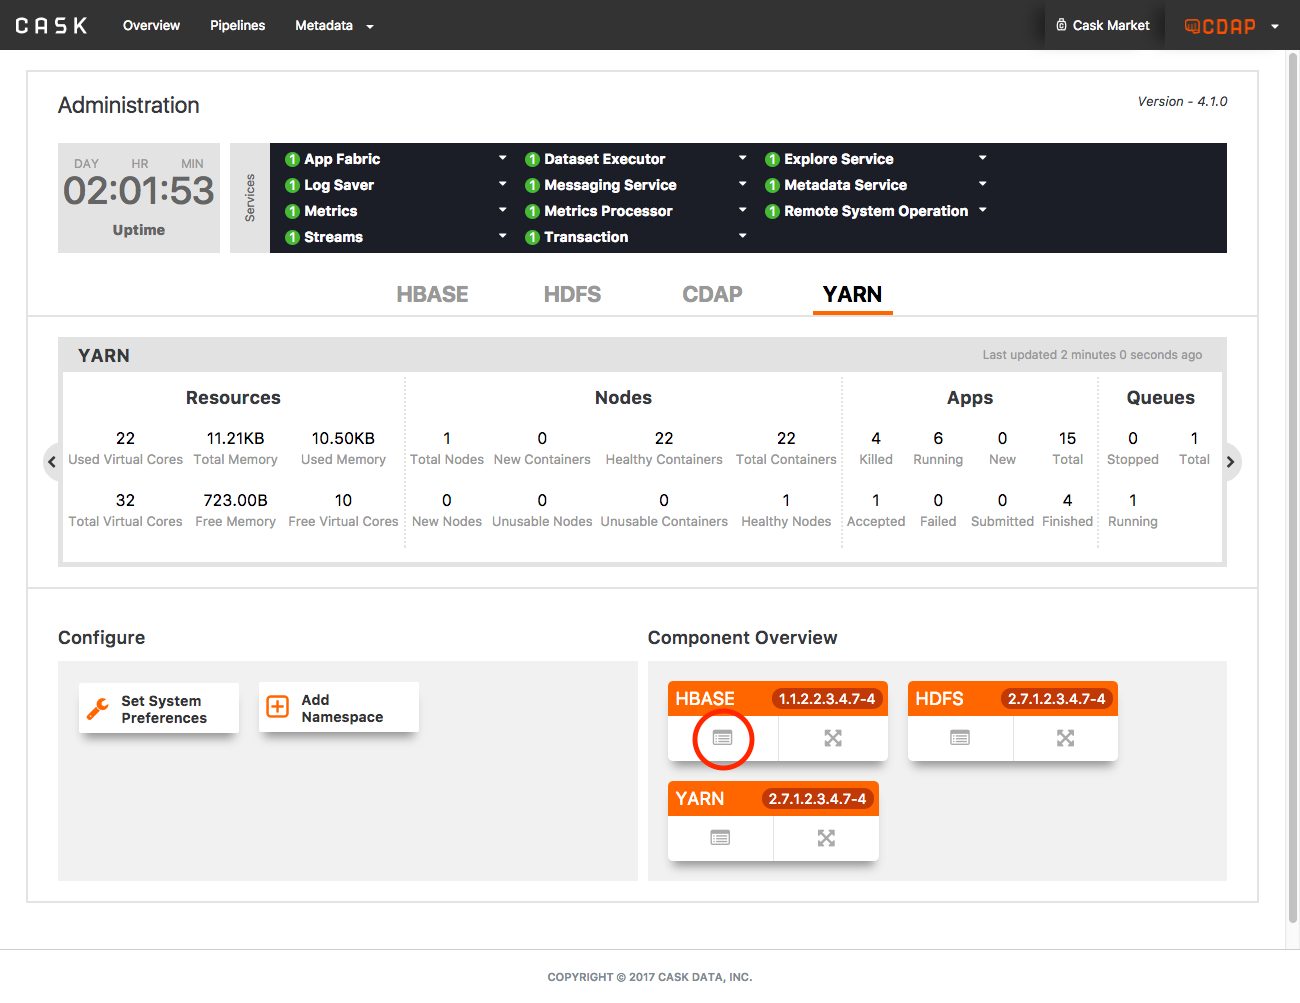 CASK Overview Pipelines Metadata Cask Market CDAP
Administration
Version - 4.1.0
DAY HR MIN
02:01:53
Uptime
Services
1 App Fabric 1 Dataset Executor 1 Explore Service
1 Log Saver 1 Messaging Service 1 Metadata Service
1 Metrics 1 Metrics Processor 1 Remote System Operation
1 Streams 1 Transaction
HBASE HDFS CDAP YARN
YARN Last updated 2 minutes 0 seconds ago
Resources Nodes Apps Queues
22 11.21KB 10.50KB 1 0 22 22 4 6 0 15 0 1
Used Virtual Cores Total Memory Used Memory Total Nodes New Containers Healthy Containers Total Containers Killed Running New Total Stopped Total
32 723.00B 10 0 0 0 1 1 0 0 4 1
Total Virtual Cores Free Memory Free Virtual Cores New Nodes Unusable Nodes Unusable Containers Healthy Nodes Accepted Failed Submitted Finished Running
Configure
Set System
Preferences
Add
Namespace
Component Overview
HBASE 1.1.2.2.3.4.7-4
HDFS 2.7.1.2.3.4.7-4
YARN 2.7.1.2.3.4.7-4
COPYRIGHT © 2017 CASK DATA, INC.